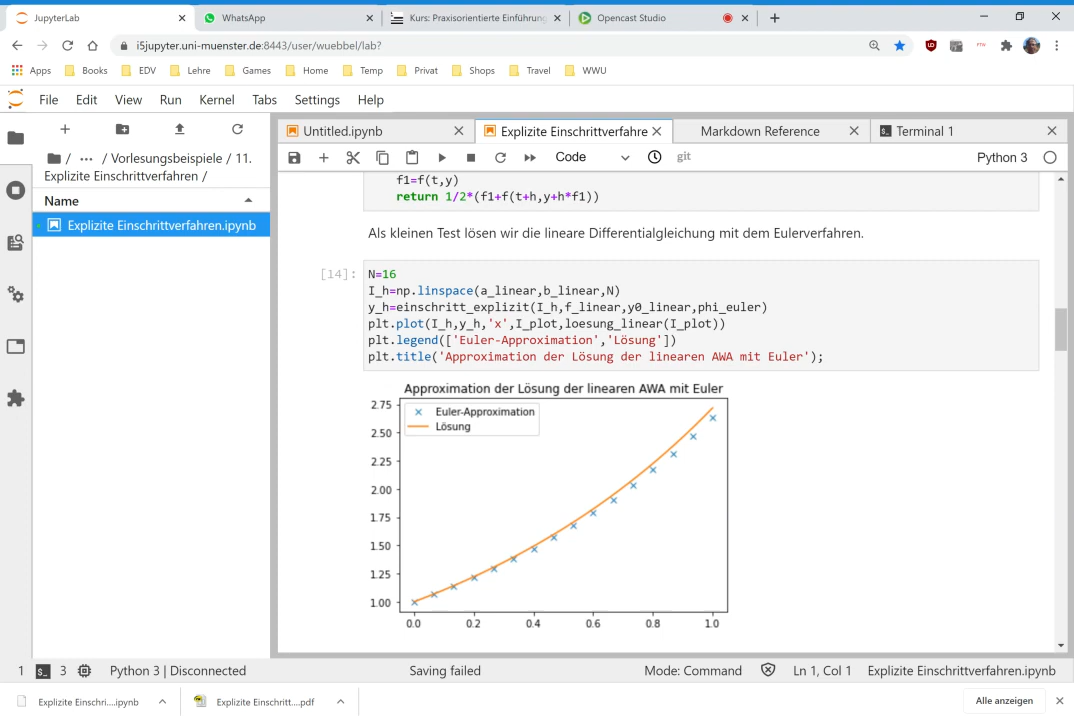 JupyterLab
WhatsApp
Kurs: Praxisorientierte Einführung
Opencast Studio
i5jupyter.uni-muenster.de:8443/user/wuebbel/lab?
Apps Books EDV Lehre Games Home Temp Privat Shops Travel WWU
File Edit View Run Kernel Tabs Settings Help
/ ··· / Vorlesungsbeispiele / 11.
Explizite Einschrittverfahren /
Name
Explizite Einschrittverfahren.ipynb
Untitled.ipynb
Explizite Einschrittverfahre
Markdown Reference
Terminal 1
Code
git
Python 3
f1=f(t,y)
return 1/2*(f1+f(t+h,y+h*f1))
Als kleinen Test lösen wir die lineare Differentialgleichung mit dem Eulerverfahren.
[14]:
N=16
I_h=np.linspace(a_linear,b_linear,N)
y_h=einschritt_explizit(I_h,f_linear,y0_linear,phi_euler)
plt.plot(I_h,y_h,'x',I_plot,loesung_linear(I_plot))
plt.legend(['Euler-Approximation','Lösung'])
plt.title('Approximation der Lösung der linearen AWA mit Euler');
Approximation der Lösung der linearen AWA mit Euler
Euler-Approximation
Lösung
2.75
2.50
2.25
2.00
1.75
1.50
1.25
1.00
0.0 0.2 0.4 0.6 0.8 1.0
1 $_ 3 Python 3 | Disconnected
Saving failed
Mode: Command
Ln 1, Col 1
Explizite Einschrittverfahren.ipynb
Explizite Einschri....ipynb
Explizite Einschritt....pdf
Alle anzeigen